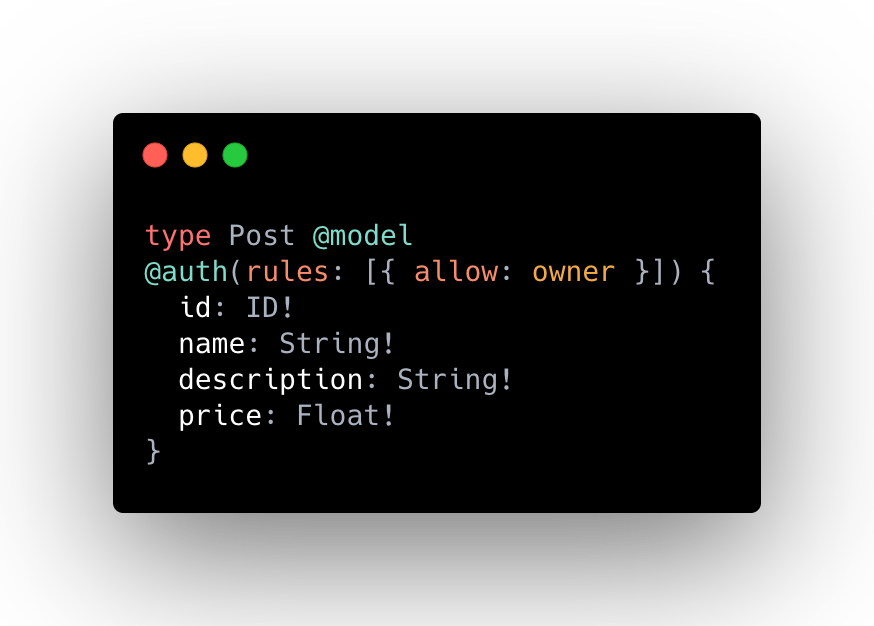 type Post @model
@auth(rules: [{ allow: owner }]) {
  id: ID!
  name: String!
  description: String!
  price: Float!
}